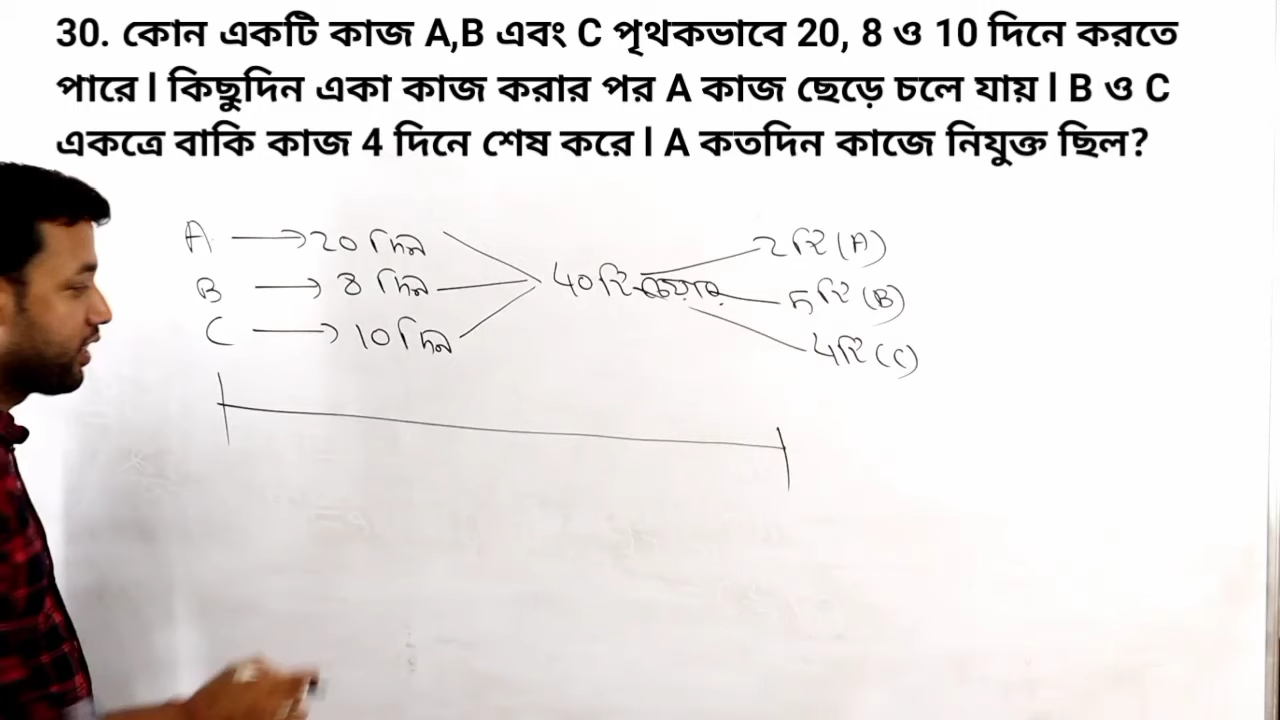 30. কোন একটি কাজ A,B এবং C পৃথকভাবে 20, 8 ও 10 দিনে করতে
পারে। কিছুদিন একা কাজ করার পর A কাজ ছেড়ে চলে যায়। B ও C
একত্রে বাকি কাজ 4 দিনে শেষ করে। A কতদিন কাজে নিযুক্ত ছিল?
A → 20 দিন
B → 8 দিন
C → 10 দিন
40 টি চেয়ার
2 টি (A)
5 টি (B)
4 টি (C)